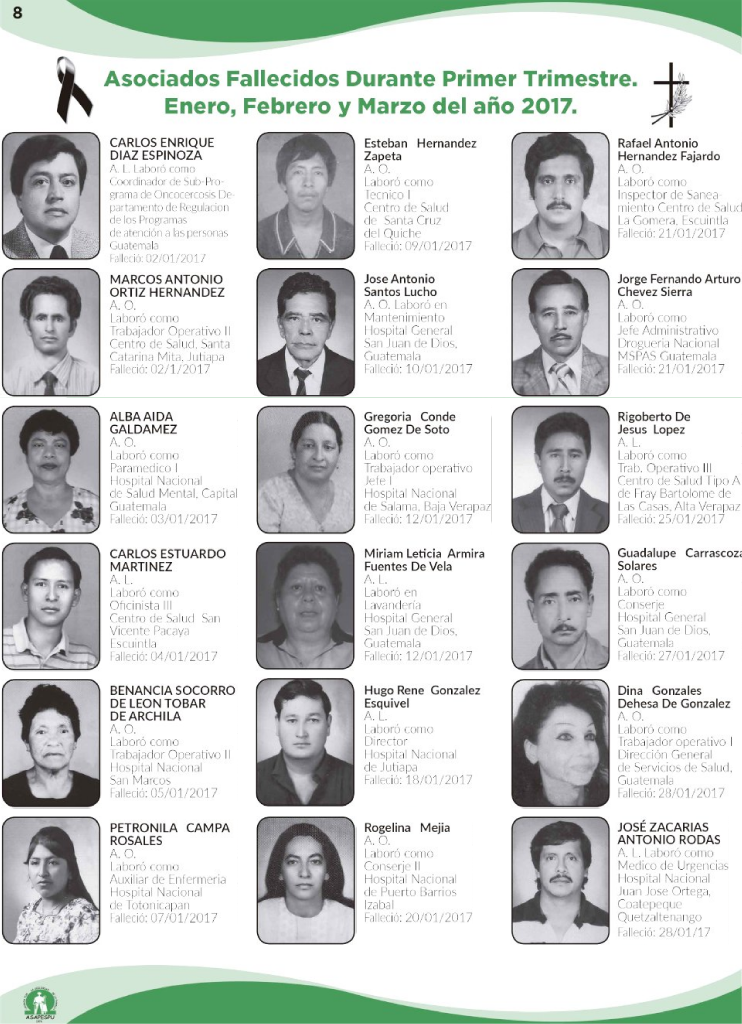 8
Asociados Fallecidos Durante Primer Trimestre.
Enero, Febrero y Marzo del año 2017.
CARLOS ENRIQUE
DIAZ ESPINOZA
A. L. Laboró como
Coordinador de Sub-Pro-
grama de Oncocercosis De-
partamento de Regulacion
de los Programas
de atención a las personas
Guatemala
Falleció: 02/01/2017
MARCOS ANTONIO
ORTIZ HERNANDEZ
A. O.
Laboró como
Trabajador Operativo II
Centro de Salud, Santa
Catarina Mita, Jutiapa
Falleció: 02/1/2017
ALBA AIDA
GALDAMEZ
A. O.
Laboró como
Paramedico I
Hospital Nacional
de Salud Mental, Capital
Guatemala
Falleció: 03/01/2017
CARLOS ESTUARDO
MARTINEZ
A. L.
Laboró como
Oficinista III
Centro de Salud San
Vicente Pacaya
Escuintla
Falleció: 04/01/2017
BENANCIA SOCORRO
DE LEON TOBAR
DE ARCHILA
A. O.
Laboró como
Trabajador Operativo II
Hospital Nacional
San Marcos
Falleció: 05/01/2017
PETRONILA CAMPA
ROSALES
A. O.
Laboró como
Auxiliar de Enfermeria
Hospital Nacional
de Totonicapan
Falleció: 07/01/2017
Esteban Hernandez
Zapeta
A. O.
Laboró como
Tecnico I
Centro de Salud
de Santa Cruz
del Quiche
Falleció: 09/01/2017
Jose Antonio
Santos Lucho
A. O. Laboró en
Mantenimiento
Hospital General
San Juan de Dios,
Guatemala
Falleció: 10/01/2017
Gregoria Conde
Gomez De Soto
A. O.
Laboró como
Trabajador operativo
Jefe I
Hospital Nacional
de Salama, Baja Verapaz
Falleció: 12/01/2017
Miriam Leticia Armira
Fuentes De Vela
A. L.
Laboró en
Lavandería
Hospital General
San Juan de Dios,
Guatemala
Falleció: 12/01/2017
Hugo Rene Gonzalez
Esquivel
A. L.
Laboró como
Director
Hospital Nacional
de Jutiapa
Falleció: 18/01/2017
Rogelina Mejia
A. O
Laboró como
Conserje II
Hospital Nacional
de Puerto Barrios
Izabal
Falleció: 20/01/2017
Rafael Antonio
Hernandez Fajardo
A. O.
Laboró como
Inspector de Sanea-
miento Centro de Salud
La Gomera, Escuintla
Falleció: 21/01/2017
Jorge Fernando Arturo
Chevez Sierra
A. O.
Laboró como
Jefe Administrativo
Drogueria Nacional
MSPAS Guatemala
Falleció: 21/01/2017
Rigoberto De
Jesus Lopez
A. L.
Laboró como
Trab. Operativo III
Centro de Salud Tipo A
de Fray Bartolome de
Las Casas, Alta Verapaz
Falleció: 25/01/2017
Guadalupe Carrascoza
Solares
A. O.
Laboró como
Conserje
Hospital General
San Juan de Dios,
Guatemala
Falleció: 27/01/2017
Dina Gonzales
Dehesa De Gonzalez
A. O.
Laboró como
Trabajador operativo I
Dirección General
de Servicios de Salud,
Guatemala
Falleció: 28/01/2017
JOSÉ ZACARIAS
ANTONIO RODAS
A. L. Laboró como
Medico de Urgencias
Hospital Nacional
Juan Jose Ortega,
Coatepeque
Quetzaltenango
Falleció: 28/01/17
ASAPEGPU